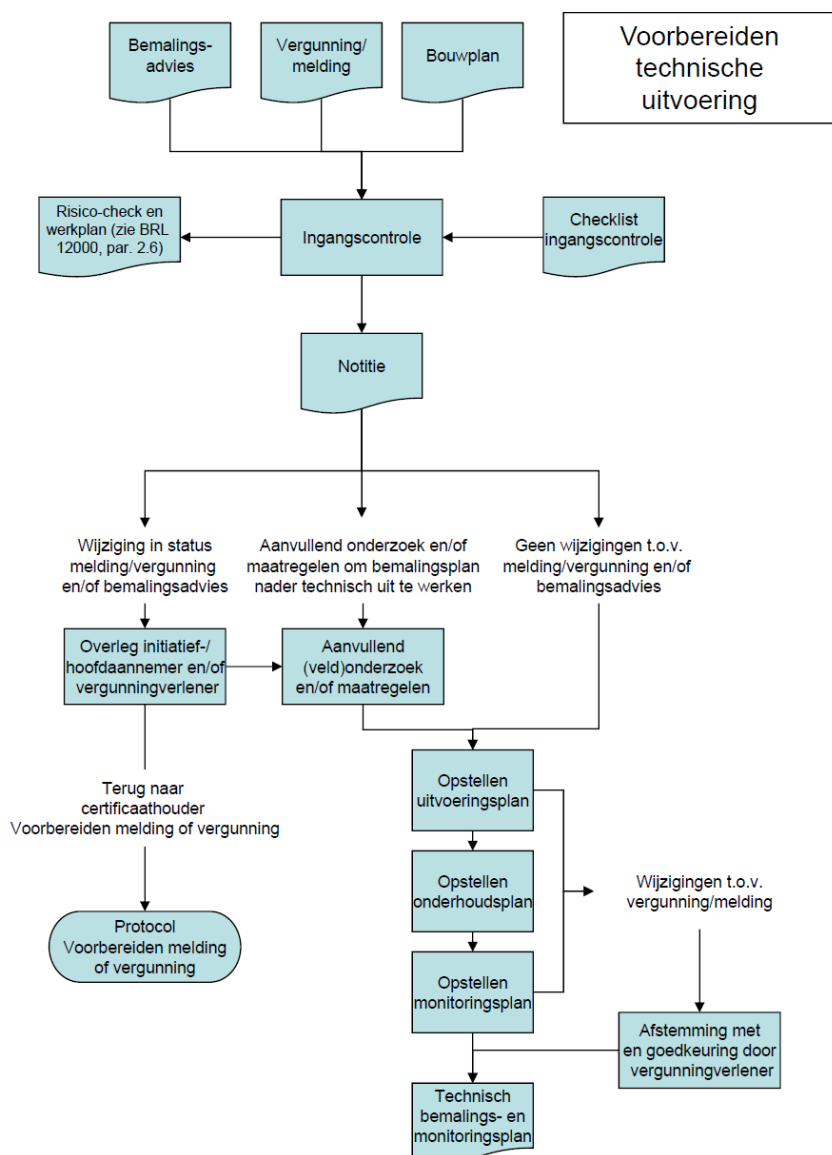 Voorbereiden
technische
uitvoering
Bemalings-
advies
Vergunning/
melding
Bouwplan
Risico-check en
werkplan (zie BRL
12000, par. 2.6)
Ingangscontrole
Checklist
ingangscontrole
Notitie
Wijziging in status
melding/vergunning
en/of bemalingsadvies
Aanvullend onderzoek en/of
maatregelen om bemalingsplan
nader technisch uit te werken
Geen wijzigingen t.o.v.
melding/vergunning en/of
bemalingsadvies
Overleg initiatief-/
hoofdaannemer en/of
vergunningverlener
Aanvullend
(veld)onderzoek
en/of maatregelen
Terug naar
certificaathouder
Voorbereiden melding of vergunning
Protocol
Voorbereiden melding
of vergunning
Opstellen
uitvoeringsplan
Opstellen
onderhoudsplan
Opstellen
monitoringsplan
Wijzigingen t.o.v.
vergunning/melding
Afstemming met
en goedkeuring door
vergunningverlener
Technisch
bemalings- en
monitoringsplan